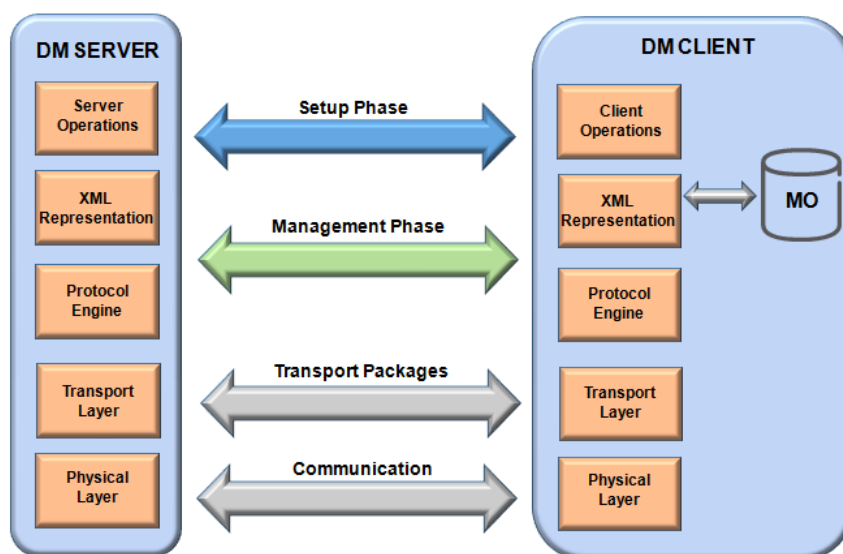 DM SERVER
Server
Operations
XML
Representation
Protocol
Engine
Transport
Layer
Physical
Layer
Setup Phase
Management Phase
Transport Packages
Communication
DM CLIENT
Client
Operations
XML
Representation
MO
Protocol
Engine
Transport
Layer
Physical
Layer